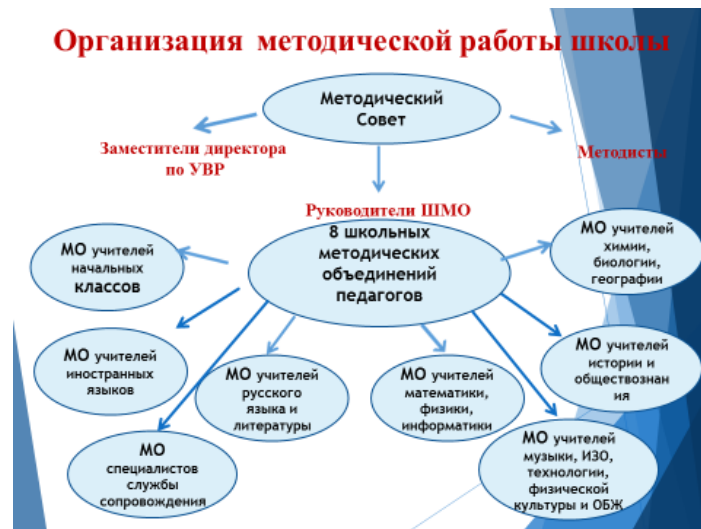 Организация методической работы школы
Методический
Совет
Заместители директора
по УВР
Методисты
Руководители ШМО
8 школьных
методических
объединений
педагогов
МО учителей
начальных
классов
МО учителей
химии,
биологии,
географии
МО учителей
иностранных
языков
МО учителей
русского
языка и
литературы
МО учителей
математики,
физики,
информатики
МО учителей
истории и
обществознан
ия
МО
специалистов
службы
сопровождения
МО учителей
музыки, ИЗО,
технологии,
физической
культуры и ОБЖ